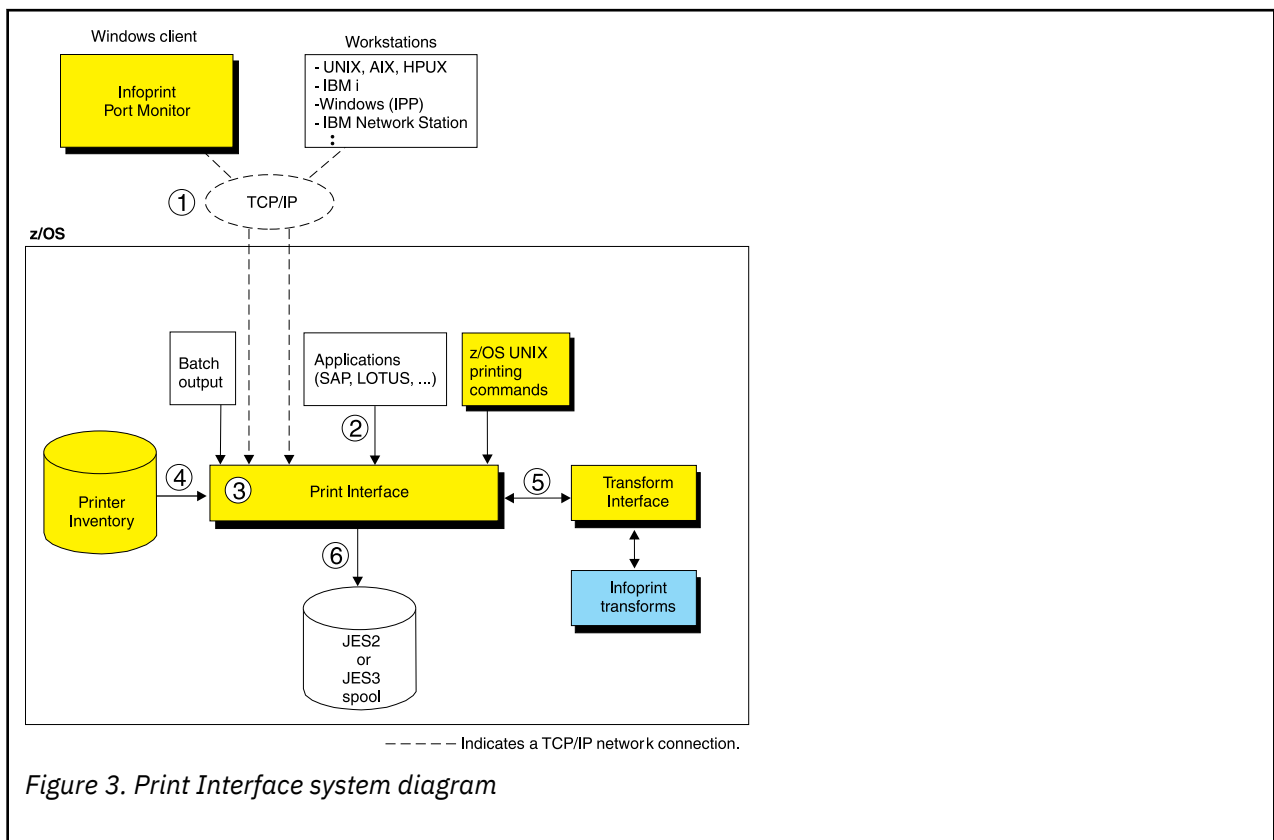 Windows client
Workstations
Infoprint
Port Monitor
- UNIX, AIX, HPUX
- IBM i
-Windows (IPP)
- IBM Network Station
:
1
TCP/IP
z/OS
Batch
output
Applications
(SAP, LOTUS, ...)
z/OS UNIX
printing
commands
2
Printer
Inventory
4
3
Print Interface
5
Transform
Interface
6
Infoprint
transforms
JES2
or
JES3
spool
----- Indicates a TCP/IP network connection.
Figure 3. Print Interface system diagram